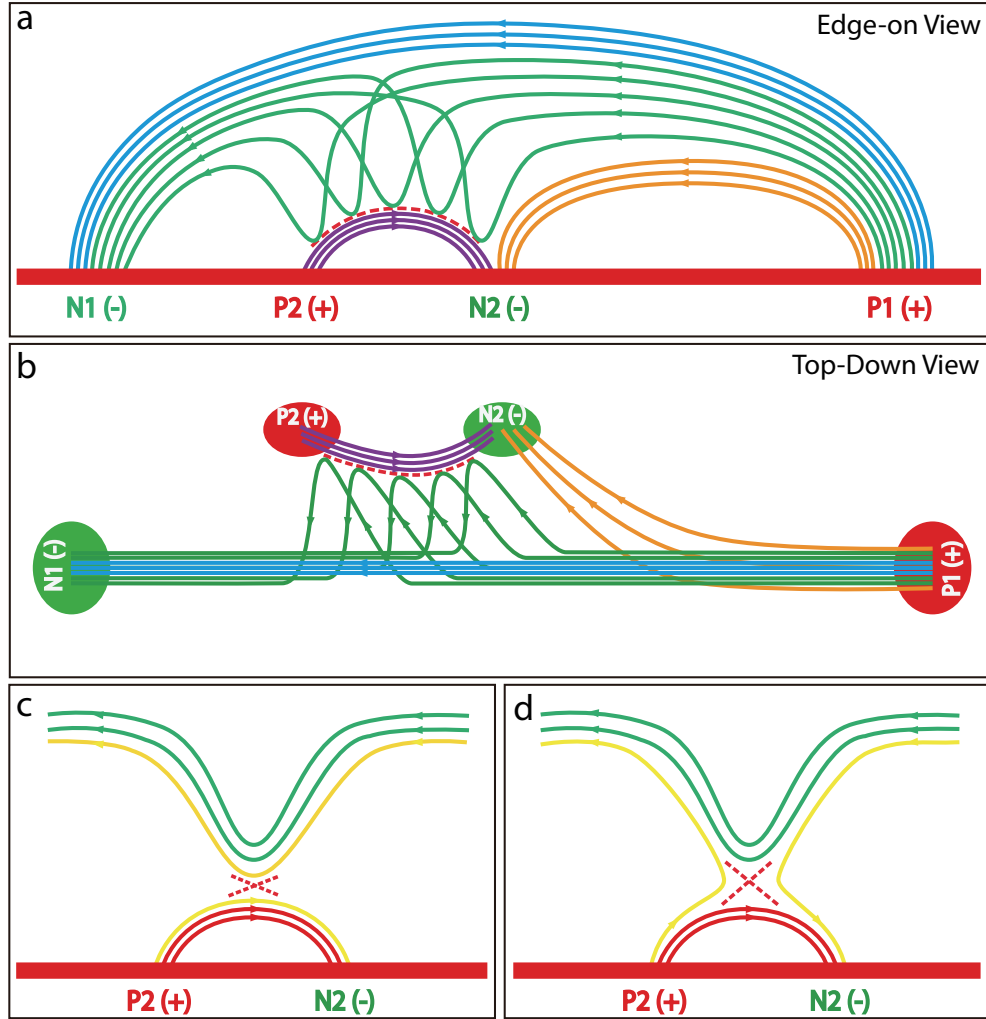 a
Edge-on View
N1 (-)
P2 (+)
N2 (-)
P1 (+)
b
Top-Down View
P2 (+)
N2 (-)
N1 (-)
P1 (+)
c
P2 (+)
N2 (-)
d
P2 (+)
N2 (-)